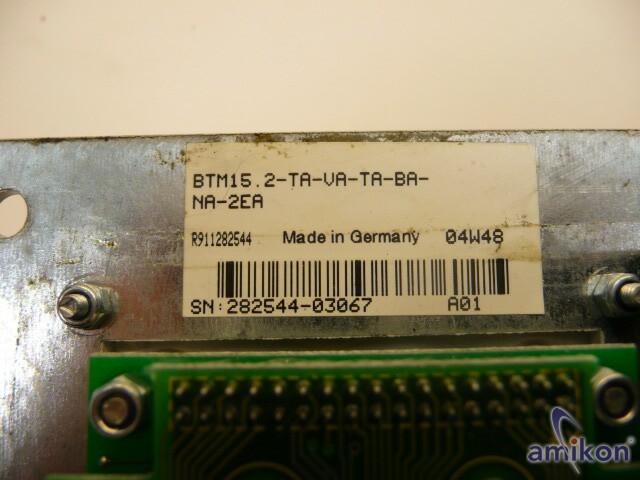 BTM15.2-TA-VA-TA-BA-
NA-2EA
R911282544 Made in Germany 04W48
SN:282544-03067 A01
amikon